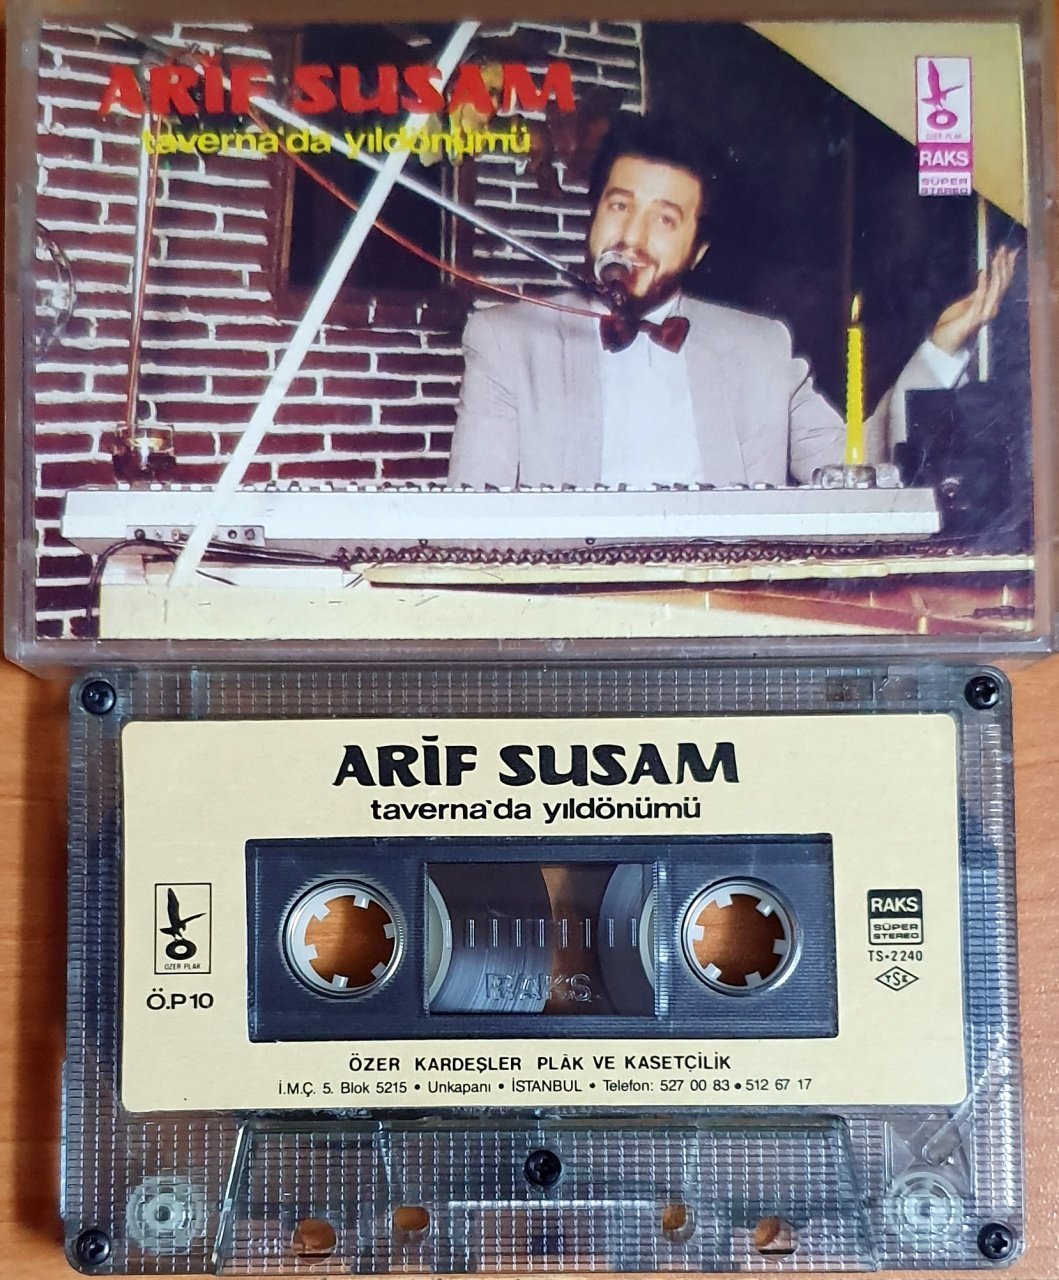 ARİF SUSAM
taverna'da yıldönümü
ÖZER PLAK
RAKS
SÜPER
STEREO
ARİF SUSAM
taverna'da yıldönümü
ÖZER PLAK
Ö.P 10
RAKS
SÜPER
STEREO
TS•2240
TSE
RAKS
ÖZER KARDEŞLER PLÂK VE KASETÇİLİK
İ.M.Ç. 5. Blok 5215 • Unkapanı • İSTANBUL • Telefon: 527 00 83 • 512 67 17